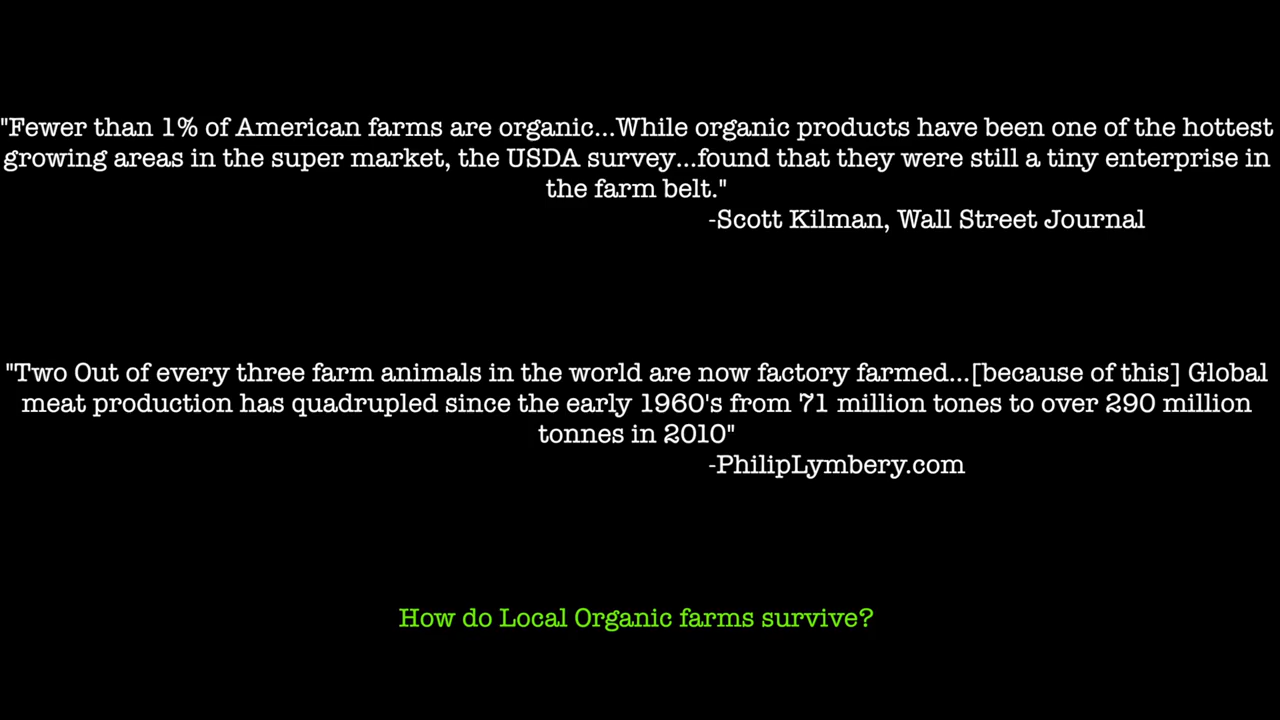 "Fewer than 1% of American farms are organic...While organic products have been one of the hottest
growing areas in the super market, the USDA survey...found that they were still a tiny enterprise in
the farm belt."
-Scott Kilman, Wall Street Journal
"Two Out of every three farm animals in the world are now factory farmed...[because of this] Global
meat production has quadrupled since the early 1960's from 71 million tones to over 290 million
tonnes in 2010"
-PhilipLymbery.com
How do Local Organic farms survive?